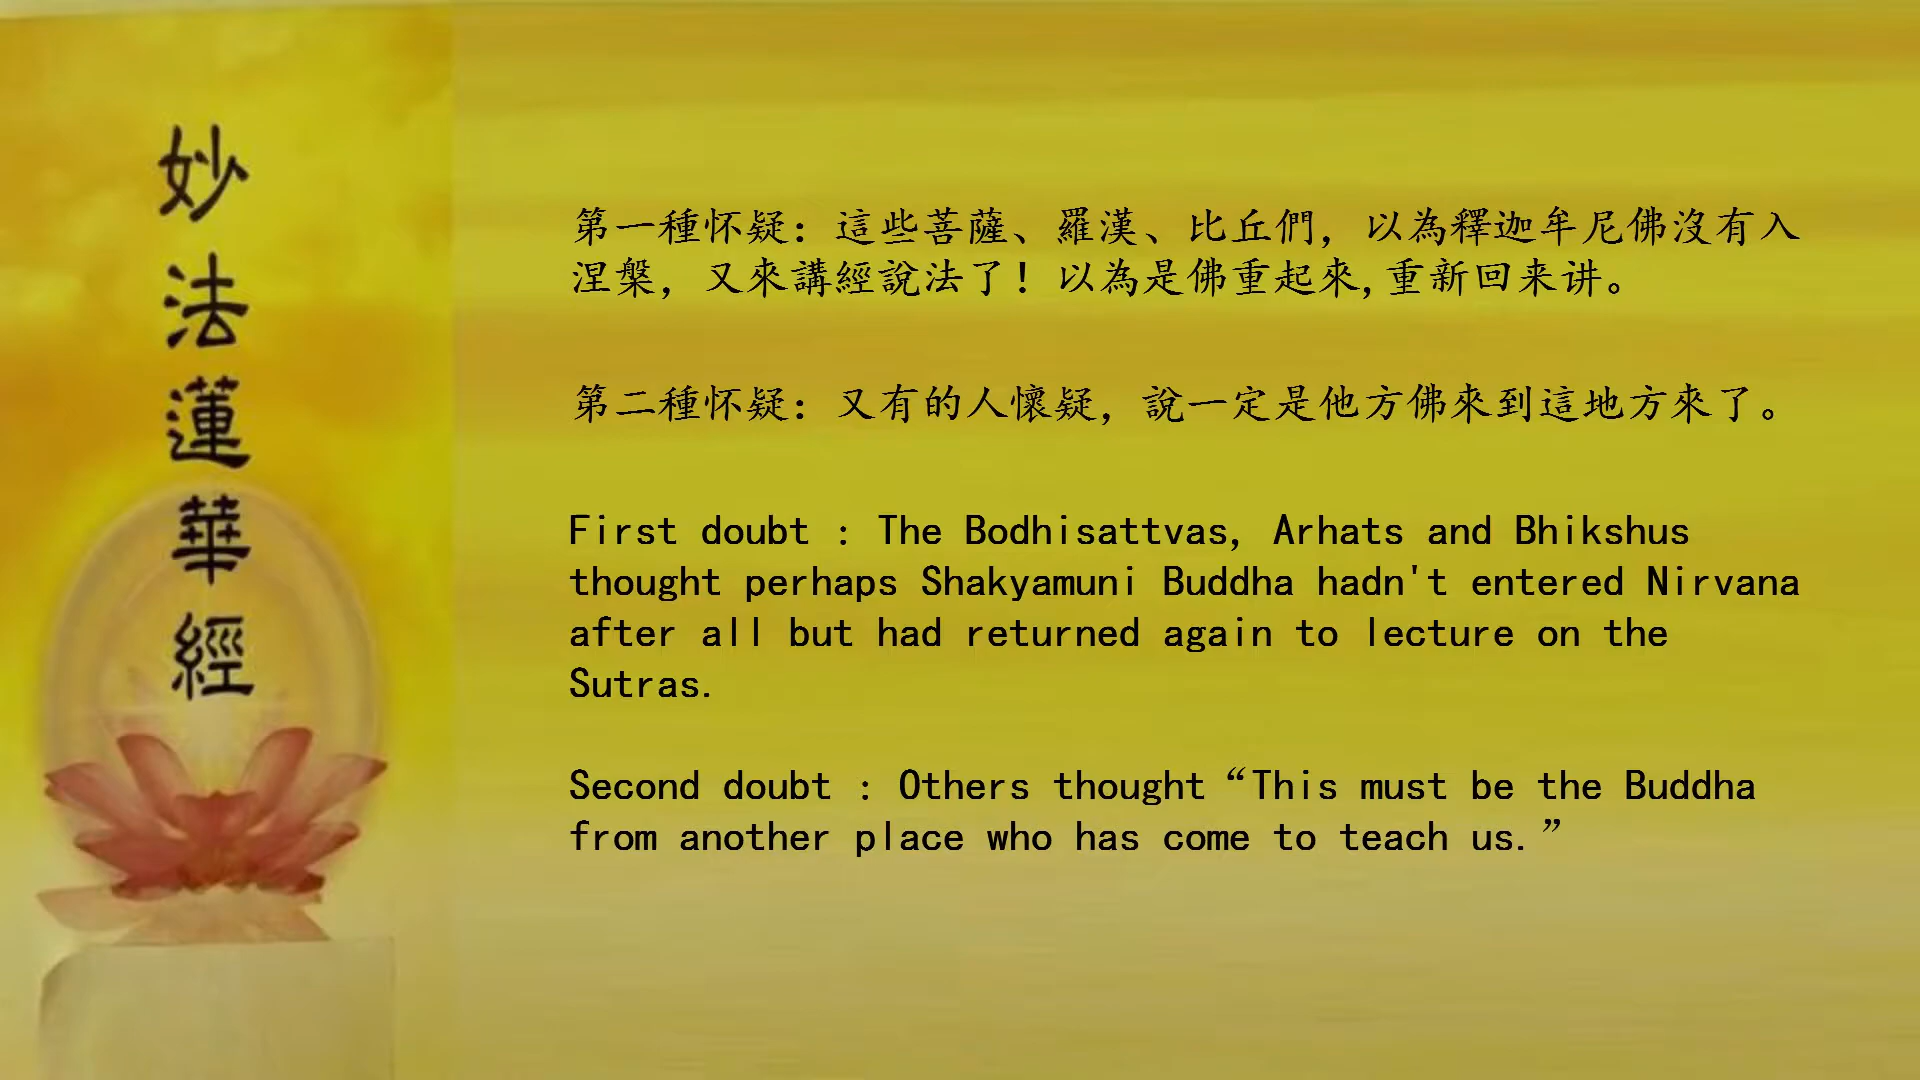 妙法蓮華經
第一種怀疑：這些菩薩、羅漢、比丘們，以為釋迦牟尼佛沒有入
涅槃，又來講經說法了！以為是佛重起來,重新回来讲。
第二種怀疑：又有的人懷疑，說一定是他方佛來到這地方來了。
First doubt : The Bodhisattvas, Arhats and Bhikshus
thought perhaps Shakyamuni Buddha hadn't entered Nirvana
after all but had returned again to lecture on the
Sutras.
Second doubt : Others thought “This must be the Buddha
from another place who has come to teach us.”